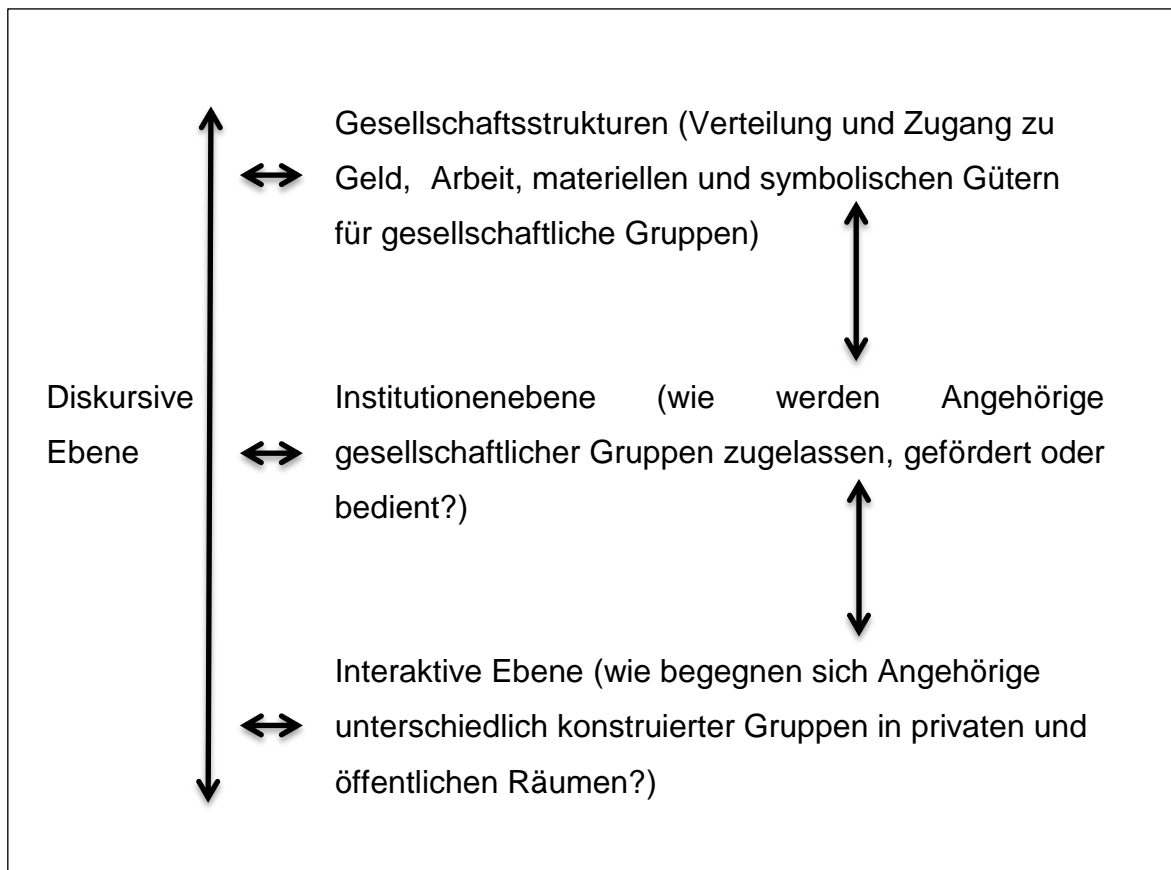 Gesellschaftsstrukturen (Verteilung und Zugang zu
Geld, Arbeit, materiellen und symbolischen Gütern
für gesellschaftliche Gruppen)
Diskursive
Ebene
Institutionenebene (wie werden Angehörige
gesellschaftlicher Gruppen zugelassen, gefördert oder
bedient?)
Interaktive Ebene (wie begegnen sich Angehörige
unterschiedlich konstruierter Gruppen in privaten und
öffentlichen Räumen?)